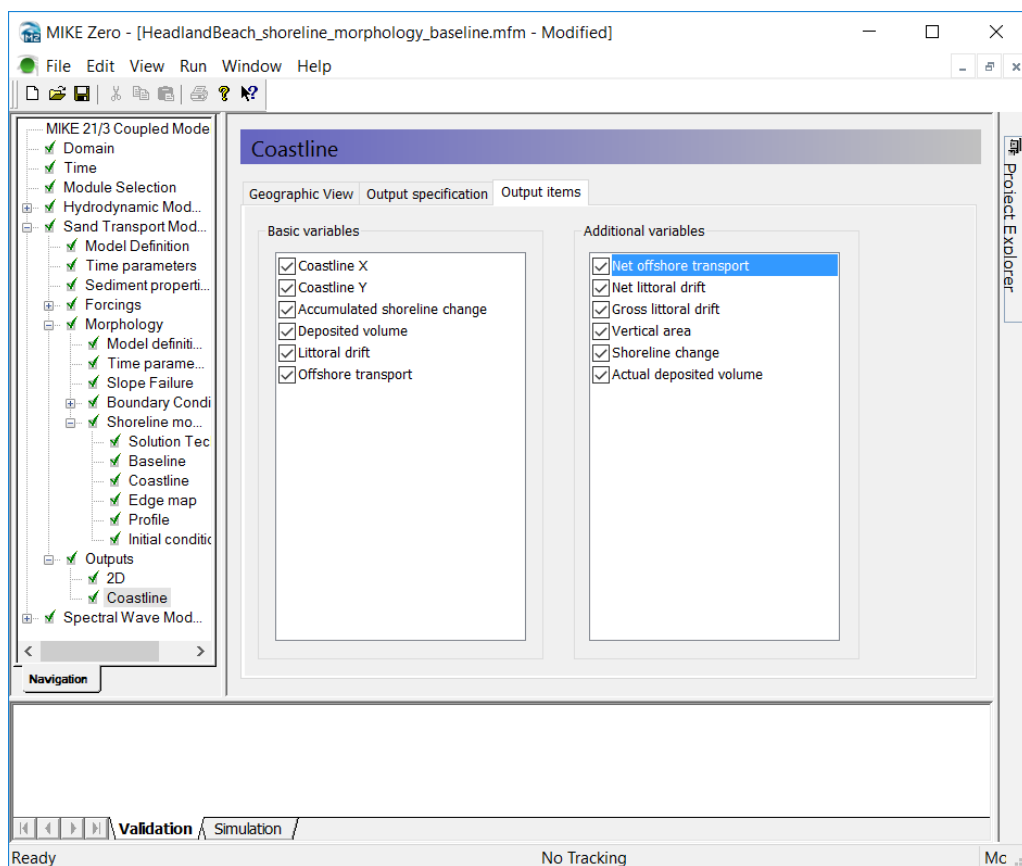 MIKE Zero - [HeadlandBeach_shoreline_morphology_baseline.mfm - Modified]
File Edit View Run Window Help
MIKE 21/3 Coupled Mode
Domain
Time
Module Selection
Hydrodynamic Mod...
Sand Transport Mod...
Model Definition
Time parameters
Sediment properti...
Forcings
Morphology
Model definiti...
Time parame...
Slope Failure
Boundary Condi
Shoreline mo...
Solution Tec
Baseline
Coastline
Edge map
Profile
Initial conditic
Outputs
2D
Coastline
Spectral Wave Mod...
Navigation
Coastline
Geographic View Output specification Output items
Basic variables
Coastline X
Coastline Y
Accumulated shoreline change
Deposited volume
Littoral drift
Offshore transport
Additional variables
Net offshore transport
Net littoral drift
Gross littoral drift
Vertical area
Shoreline change
Actual deposited volume
Project Explorer
Validation Simulation
Ready No Tracking Mc